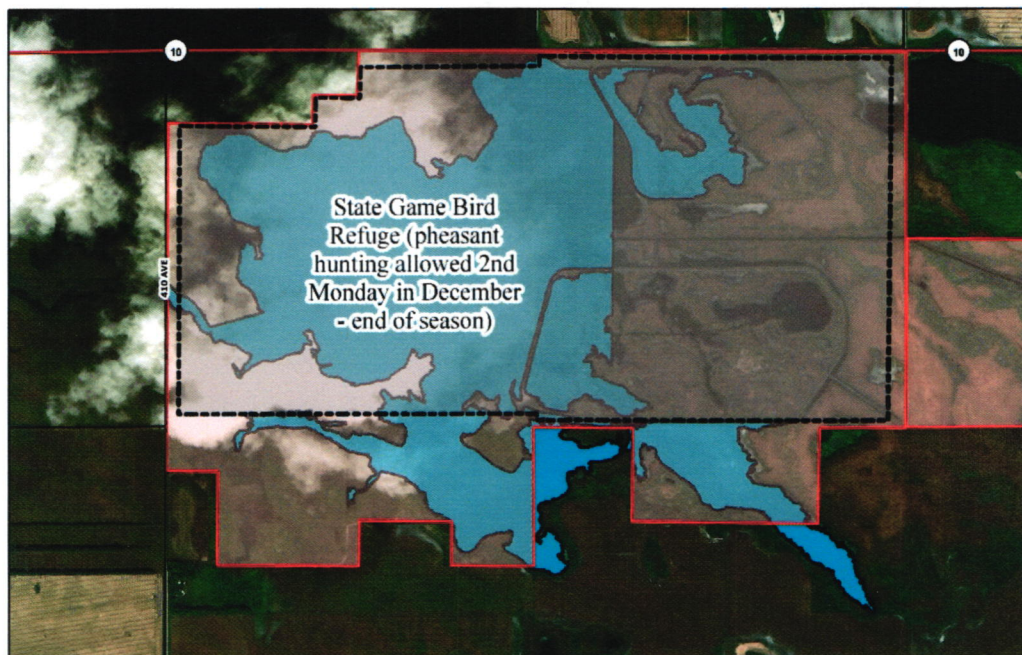 10
10
State Game Bird
Refuge (pheasant
hunting allowed 2nd
Monday in December
- end of season)
410 AVE